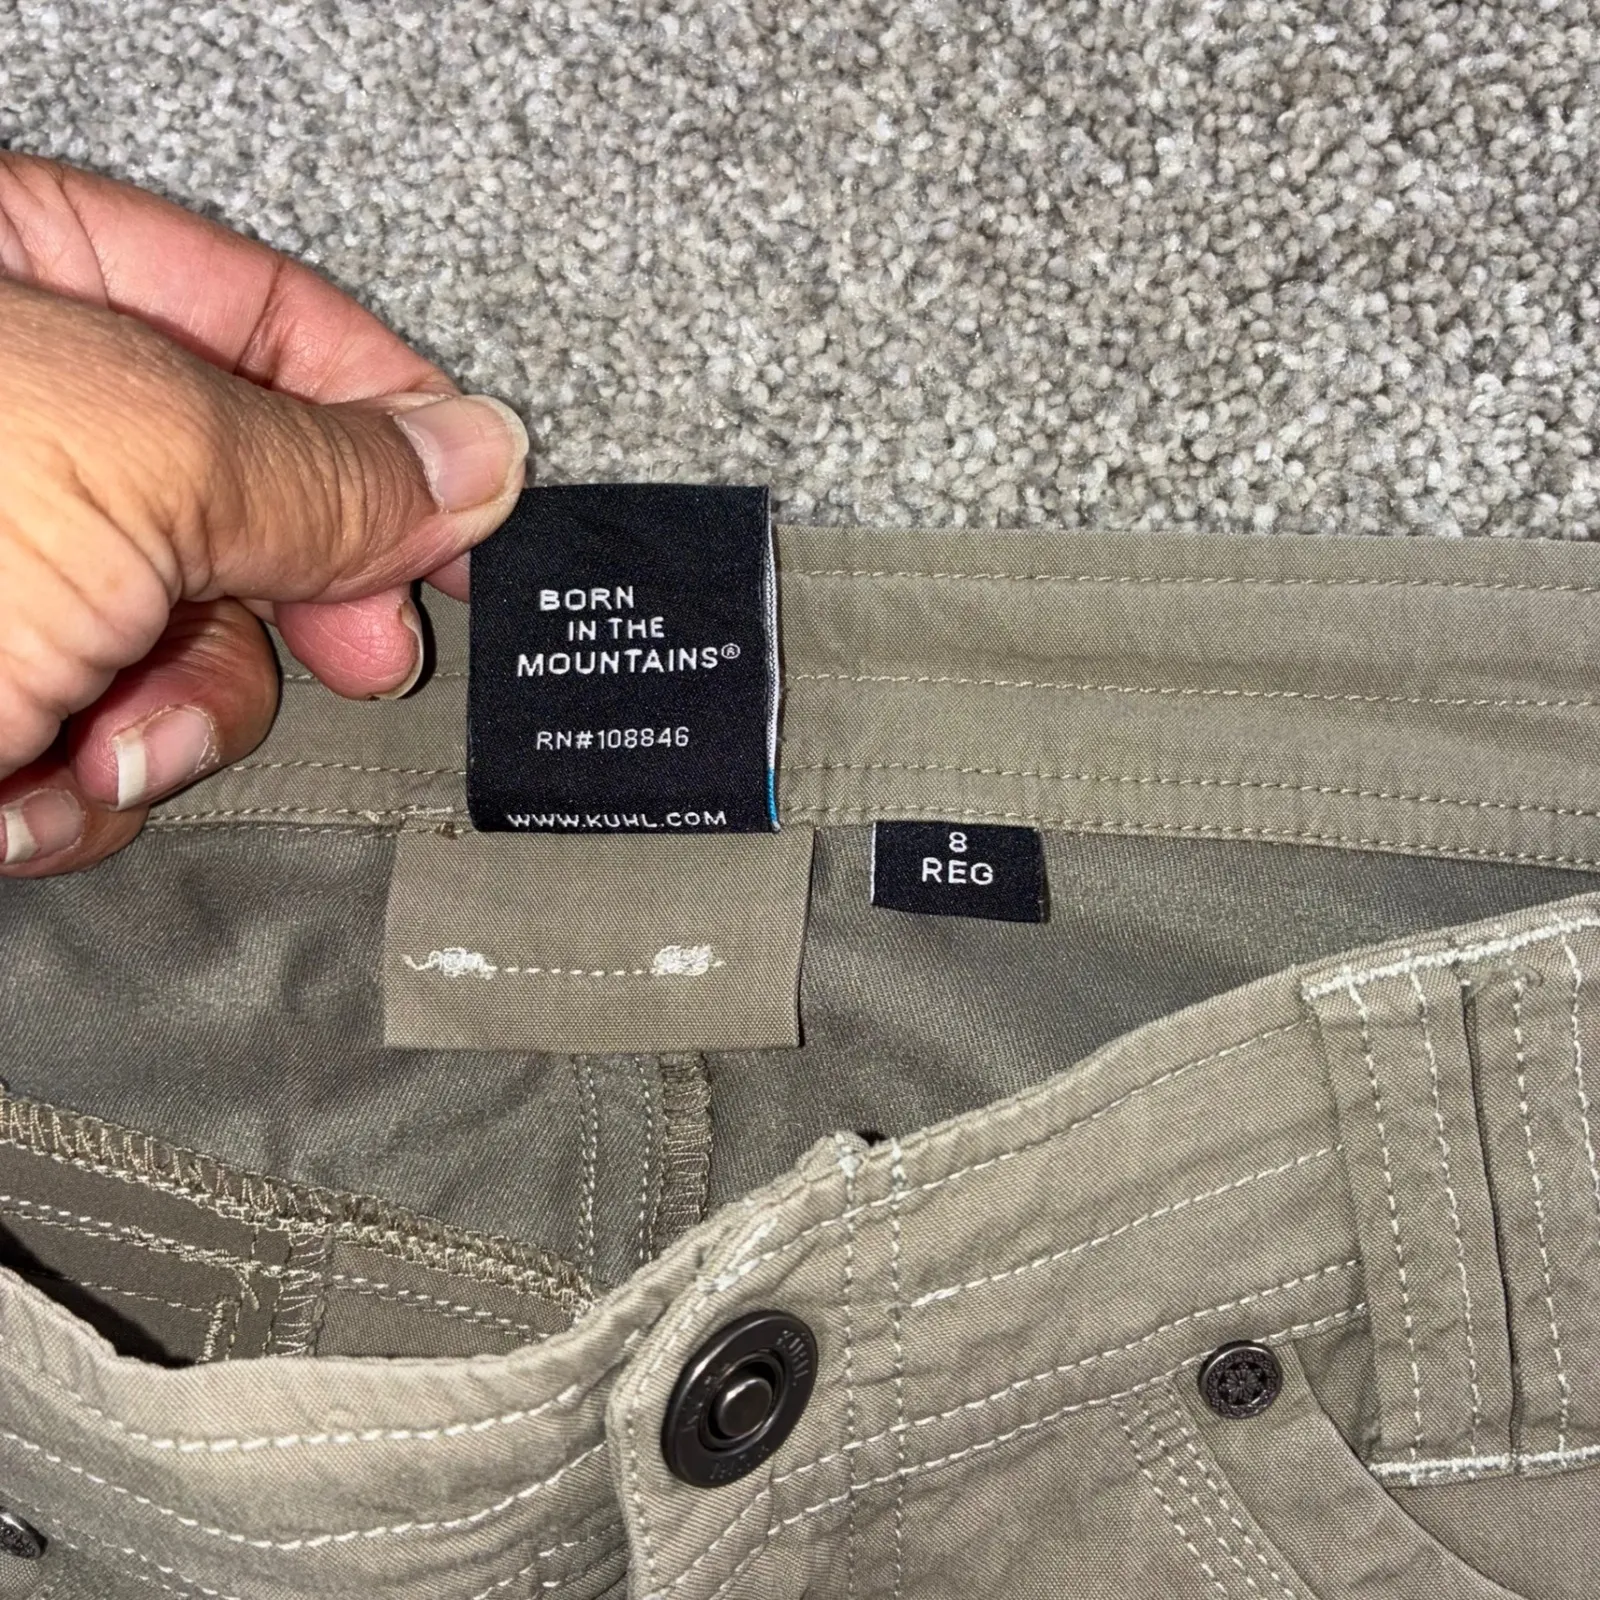 BORN
IN THE
MOUNTAINS®
RN#108846
WWW.KUHL.COM
8
REG